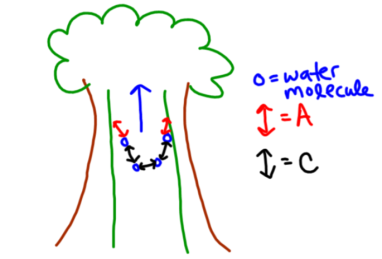 o = water
molecule
↕ = A
↕ = C